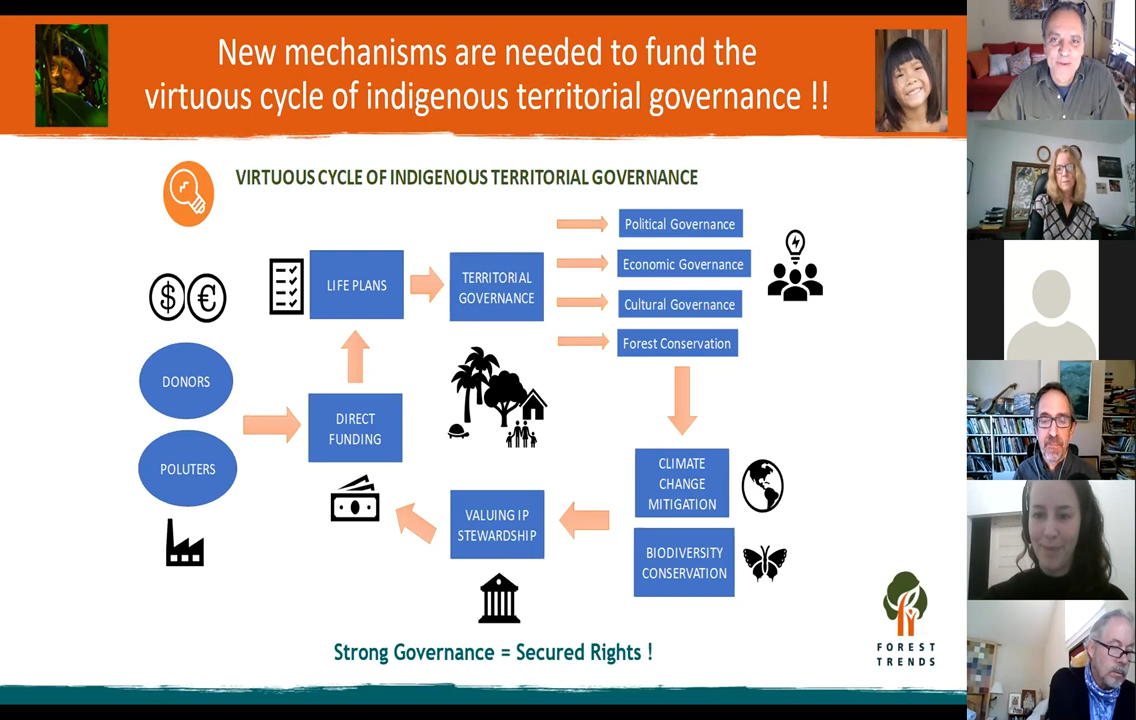 New mechanisms are needed to fund the
virtuous cycle of indigenous territorial governance !!
VIRTUOUS CYCLE OF INDIGENOUS TERRITORIAL GOVERNANCE
$ €
DONORS
POLUTERS
DIRECT
FUNDING
LIFE PLANS
TERRITORIAL
GOVERNANCE
Political Governance
Economic Governance
Cultural Governance
Forest Conservation
CLIMATE
CHANGE
MITIGATION
BIODIVERSITY
CONSERVATION
VALUING IP
STEWARDSHIP
Strong Governance = Secured Rights !
FOREST
TRENDS